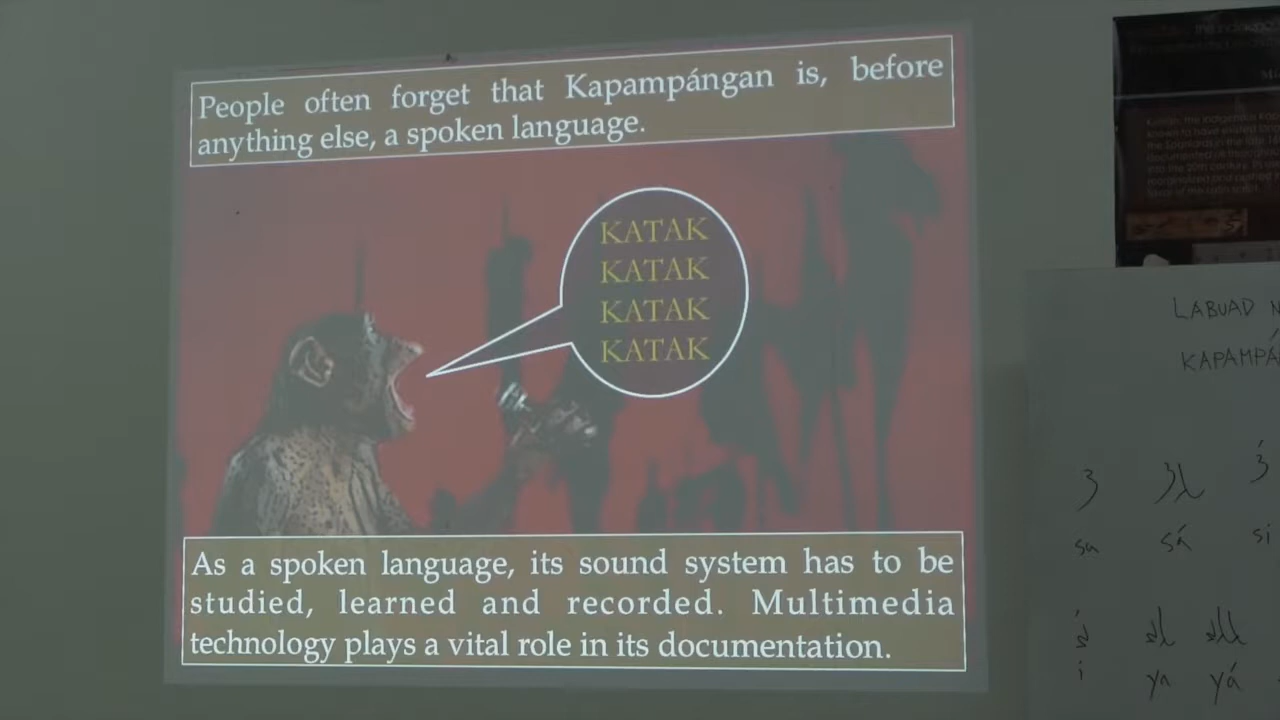 People often forget that Kapampángan is, before
anything else, a spoken language.
KATAK
KATAK
KATAK
KATAK
As a spoken language, its sound system has to be
studied, learned and recorded. Multimedia
technology plays a vital role in its documentation.
LABUAD
KAPAMPÁ
sa sá si
i ya yá